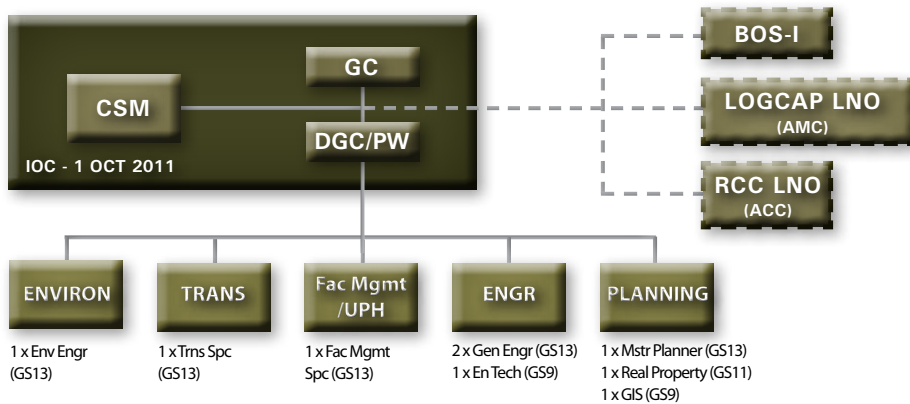 GC
CSM
DGC/PW
IOC - 1 OCT 2011
BOS-I
LOGCAP LNO
(AMC)
RCC LNO
(ACC)
ENVIRON
1 x Env Engr
(GS13)
TRANS
1 x Trns Spc
(GS13)
Fac Mgmt
/UPH
1 x Fac Mgmt
Spc (GS13)
ENGR
2 x Gen Engr (GS13)
1 x En Tech (GS9)
PLANNING
1 x Mstr Planner (GS13)
1 x Real Property (GS11)
1 x GIS (GS9)